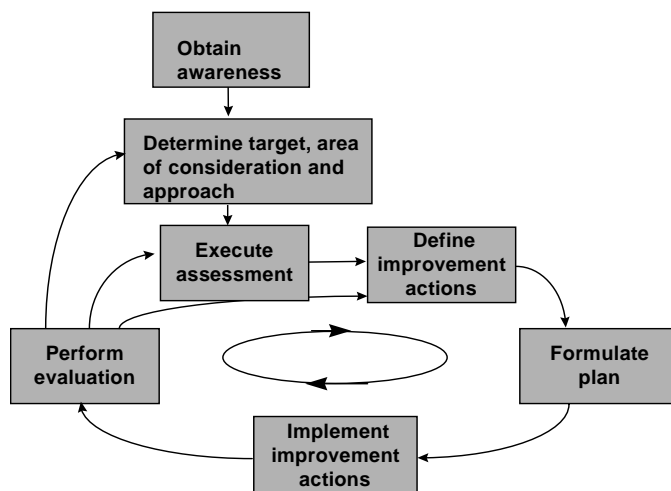 Obtain
awareness
Determine target, area
of consideration and
approach
Execute
assessment
Define
improvement
actions
Perform
evaluation
Formulate
plan
Implement
improvement
actions